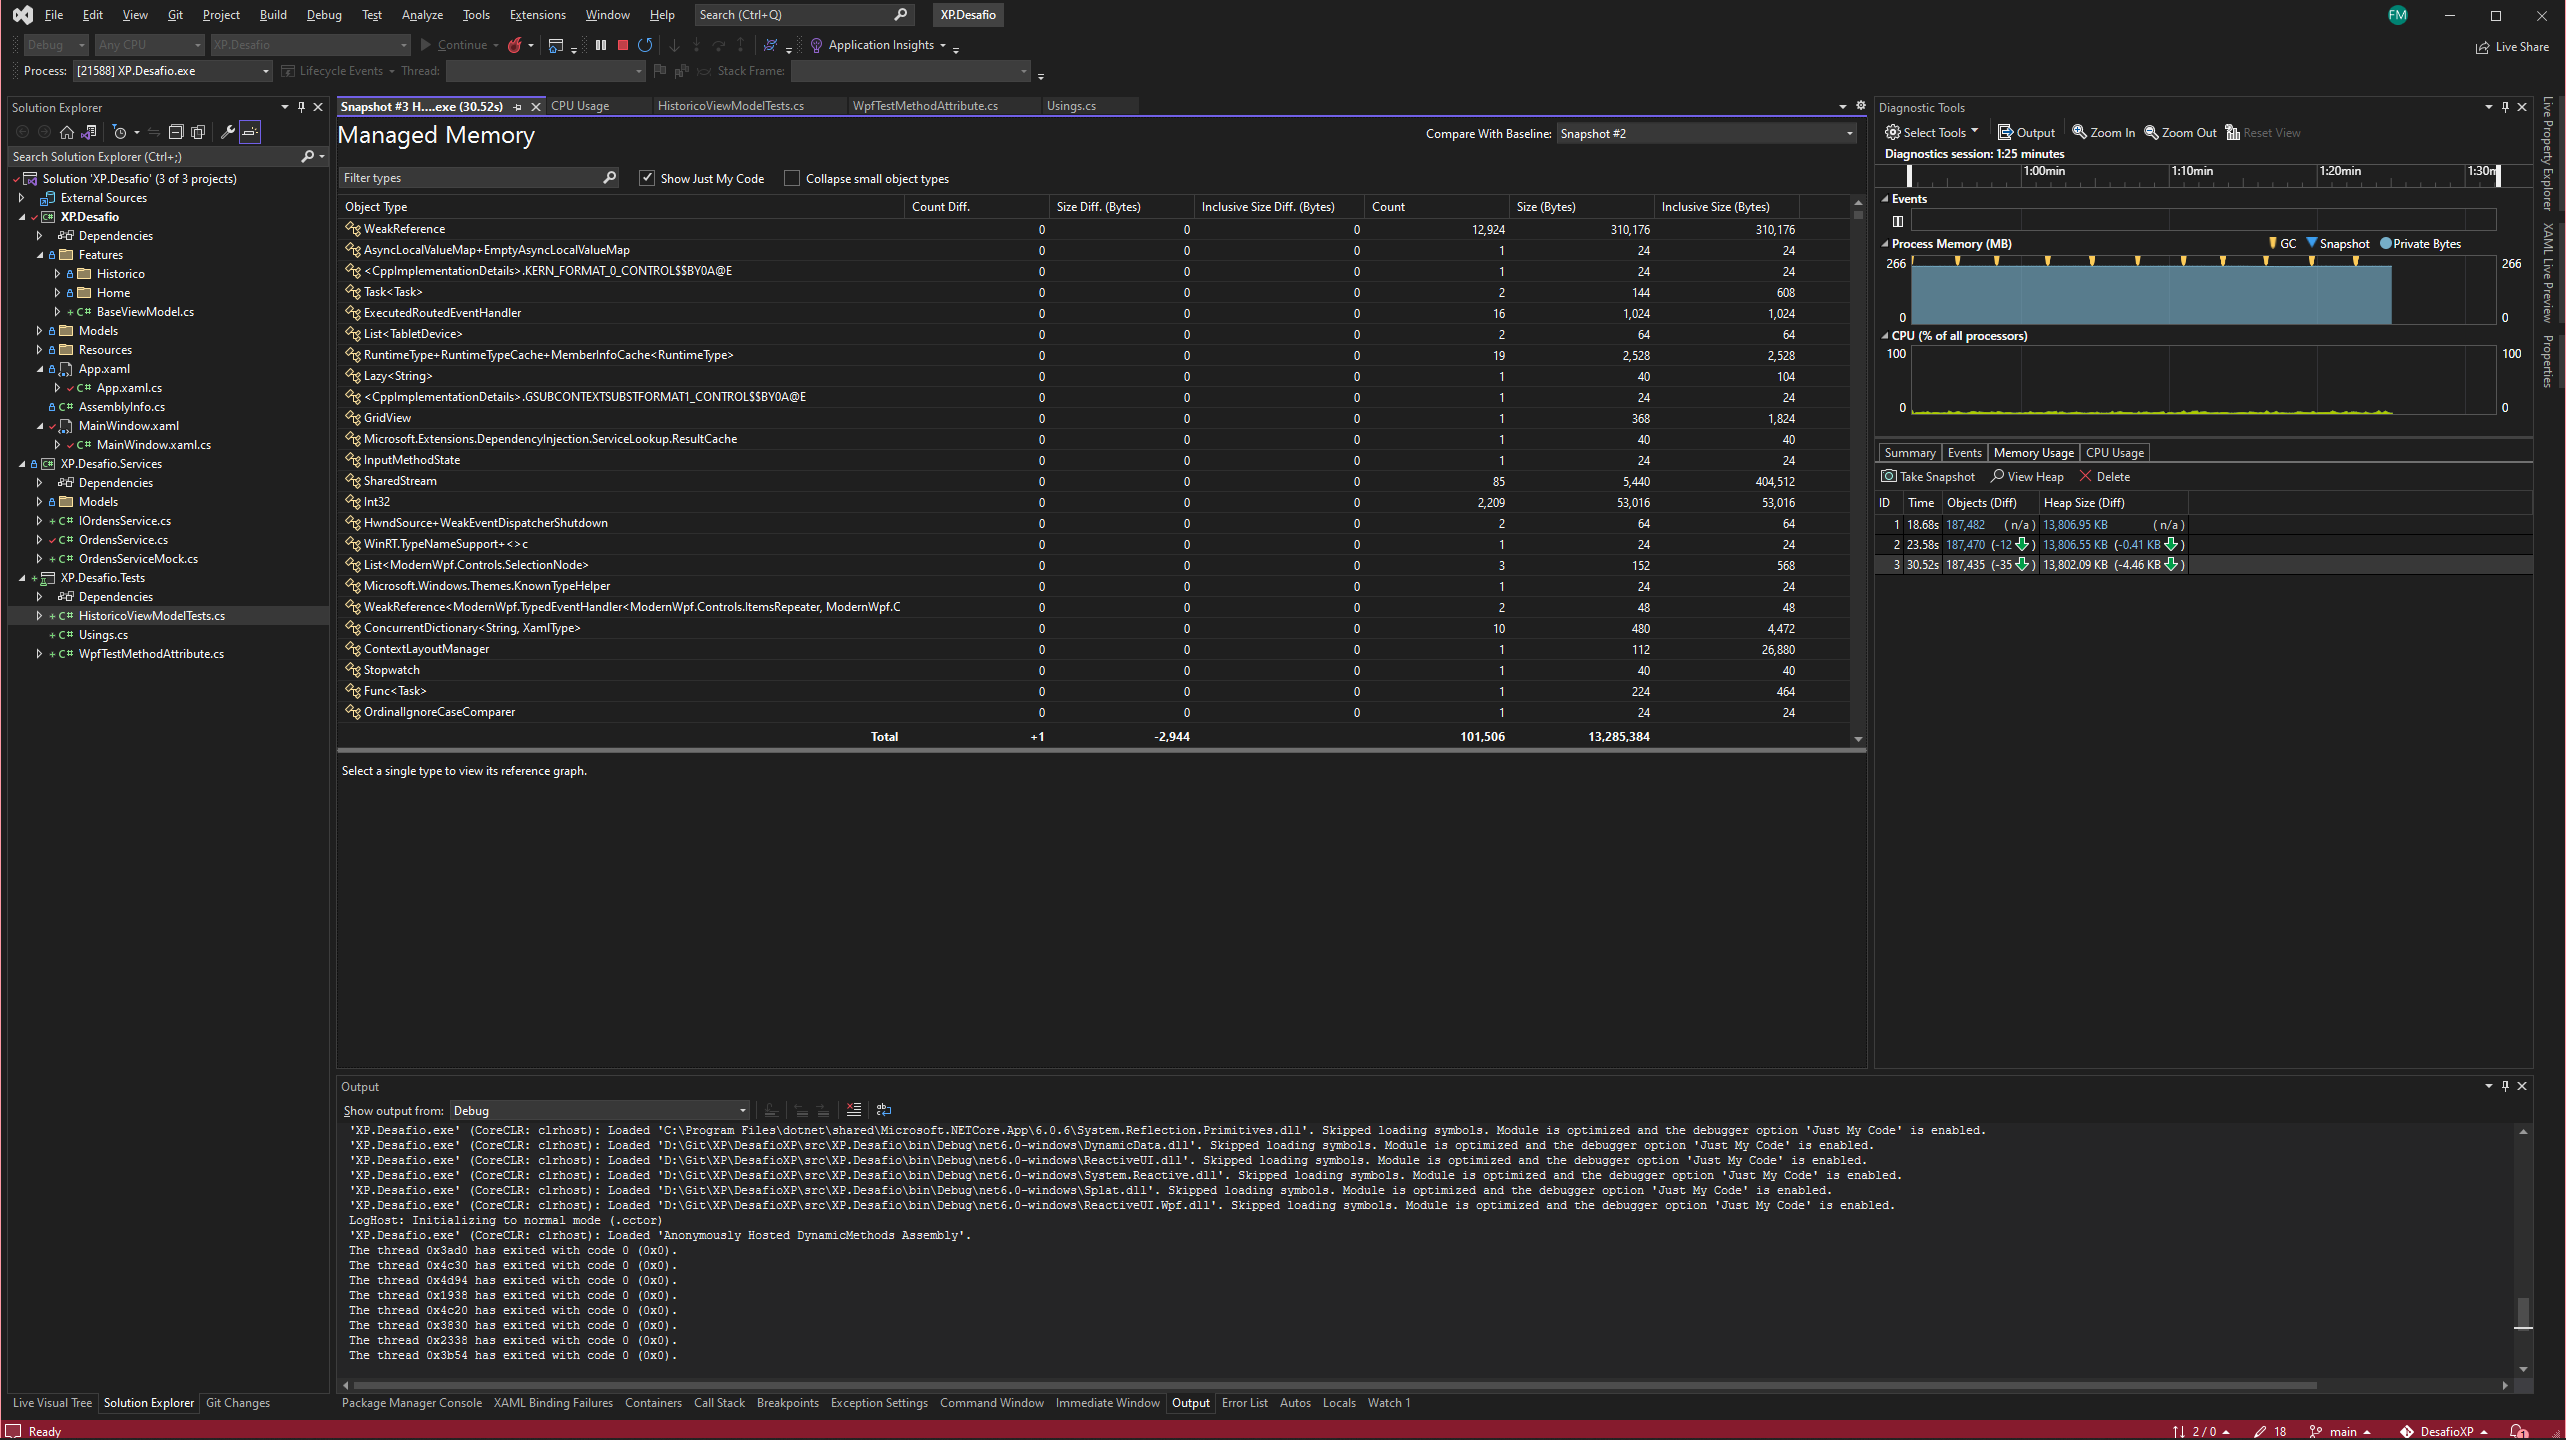 File Edit View Git Project Build Debug Test Analyze Tools Extensions Window Help Search (Ctrl+Q) XP.Desafio FM
Debug Any CPU XP.Desafio Continue Application Insights Live Share
Process: [21588] XP.Desafio.exe Lifecycle Events Thread: Stack Frame:
Solution Explorer
Search Solution Explorer (Ctrl+;)
Solution 'XP.Desafio' (3 of 3 projects)
External Sources
XP.Desafio
Dependencies
Features
Historico
Home
BaseViewModel.cs
Models
Resources
App.xaml
App.xaml.cs
AssemblyInfo.cs
MainWindow.xaml
MainWindow.xaml.cs
XP.Desafio.Services
Dependencies
Models
IOrdensService.cs
OrdensService.cs
OrdensServiceMock.cs
XP.Desafio.Tests
Dependencies
HistoricoViewModelTests.cs
Usings.cs
WpfTestMethodAttribute.cs
Live Visual Tree Solution Explorer Git Changes
Snapshot #3 H....exe (30.52s) CPU Usage HistoricoViewModelTests.cs WpfTestMethodAttribute.cs Usings.cs
Managed Memory
Compare With Baseline: Snapshot #2
Filter types Show Just My Code Collapse small object types
Object Type Count Diff. Size Diff. (Bytes) Inclusive Size Diff. (Bytes) Count Size (Bytes) Inclusive Size (Bytes)
WeakReference 0 0 0 12,924 310,176 310,176
AsyncLocalValueMap+EmptyAsyncLocalValueMap 0 0 0 1 24 24
<CppImplementationDetails>.KERN_FORMAT_0_CONTROL$$BY0A@E 0 0 0 1 24 24
Task<Task> 0 0 0 2 144 608
ExecutedRoutedEventHandler 0 0 0 16 1,024 1,024
List<TabletDevice> 0 0 0 2 64 64
RuntimeType+RuntimeTypeCache+MemberInfoCache<RuntimeType> 0 0 0 19 2,528 2,528
Lazy<String> 0 0 0 1 40 104
<CppImplementationDetails>.GSUBCONTEXTSUBSTFORMAT1_CONTROL$$BY0A@E 0 0 0 1 24 24
GridView 0 0 0 1 368 1,824
Microsoft.Extensions.DependencyInjection.ServiceLookup.ResultCache 0 0 0 1 40 40
InputMethodState 0 0 0 1 24 24
SharedStream 0 0 0 85 5,440 404,512
Int32 0 0 0 2,209 53,016 53,016
HwndSource+WeakEventDispatcherShutdown 0 0 0 2 64 64
WinRT.TypeNameSupport+<>c 0 0 0 1 24 24
List<ModernWpf.Controls.SelectionNode> 0 0 0 3 152 568
Microsoft.Windows.Themes.KnownTypeHelper 0 0 0 1 24 24
WeakReference<ModernWpf.TypedEventHandler<ModernWpf.Controls.ItemsRepeater, ModernWpf.C 0 0 0 2 48 48
ConcurrentDictionary<String, XamlType> 0 0 0 10 480 4,472
ContextLayoutManager 0 0 0 1 112 26,880
Stopwatch 0 0 0 1 40 40
Func<Task> 0 0 0 1 224 464
OrdinalIgnoreCaseComparer 0 0 0 1 24 24
Total +1 -2,944 101,506 13,285,384
Select a single type to view its reference graph.
Diagnostic Tools
Select Tools Output Zoom In Zoom Out Reset View
Diagnostics session: 1:25 minutes
1:00min 1:10min 1:20min 1:30m
Events
Process Memory (MB) GC Snapshot Private Bytes
266 266
0 0
CPU (% of all processors)
100 100
0 0
Summary Events Memory Usage CPU Usage
Take Snapshot View Heap Delete
ID Time Objects (Diff) Heap Size (Diff)
1 18.68s 187,482 (n/a) 13,806.95 KB (n/a)
2 23.58s 187,470 (-12) 13,806.55 KB (-0.41 KB)
3 30.52s 187,435 (-35) 13,802.09 KB (-4.46 KB)
Live Property Explorer
XAML Live Preview
Properties
Output
Show output from: Debug
'XP.Desafio.exe' (CoreCLR: clrhost): Loaded 'C:\Program Files\dotnet\shared\Microsoft.NETCore.App\6.0.6\System.Reflection.Primitives.dll'. Skipped loading symbols. Module is optimized and the debugger option 'Just My Code' is enabled.
'XP.Desafio.exe' (CoreCLR: clrhost): Loaded 'D:\Git\XP\DesafioXP\src\XP.Desafio\bin\Debug\net6.0-windows\DynamicData.dll'. Skipped loading symbols. Module is optimized and the debugger option 'Just My Code' is enabled.
'XP.Desafio.exe' (CoreCLR: clrhost): Loaded 'D:\Git\XP\DesafioXP\src\XP.Desafio\bin\Debug\net6.0-windows\ReactiveUI.dll'. Skipped loading symbols. Module is optimized and the debugger option 'Just My Code' is enabled.
'XP.Desafio.exe' (CoreCLR: clrhost): Loaded 'D:\Git\XP\DesafioXP\src\XP.Desafio\bin\Debug\net6.0-windows\System.Reactive.dll'. Skipped loading symbols. Module is optimized and the debugger option 'Just My Code' is enabled.
'XP.Desafio.exe' (CoreCLR: clrhost): Loaded 'D:\Git\XP\DesafioXP\src\XP.Desafio\bin\Debug\net6.0-windows\Splat.dll'. Skipped loading symbols. Module is optimized and the debugger option 'Just My Code' is enabled.
'XP.Desafio.exe' (CoreCLR: clrhost): Loaded 'D:\Git\XP\DesafioXP\src\XP.Desafio\bin\Debug\net6.0-windows\ReactiveUI.Wpf.dll'. Skipped loading symbols. Module is optimized and the debugger option 'Just My Code' is enabled.
LogHost: Initializing to normal mode (.cctor)
'XP.Desafio.exe' (CoreCLR: clrhost): Loaded 'Anonymously Hosted DynamicMethods Assembly'.
The thread 0x3ad0 has exited with code 0 (0x0).
The thread 0x4c30 has exited with code 0 (0x0).
The thread 0x4d94 has exited with code 0 (0x0).
The thread 0x1938 has exited with code 0 (0x0).
The thread 0x4c20 has exited with code 0 (0x0).
The thread 0x3830 has exited with code 0 (0x0).
The thread 0x2338 has exited with code 0 (0x0).
The thread 0x3b54 has exited with code 0 (0x0).
Package Manager Console XAML Binding Failures Containers Call Stack Breakpoints Exception Settings Command Window Immediate Window Output Error List Autos Locals Watch 1
Ready 2 / 0 18 main DesafioXP 1